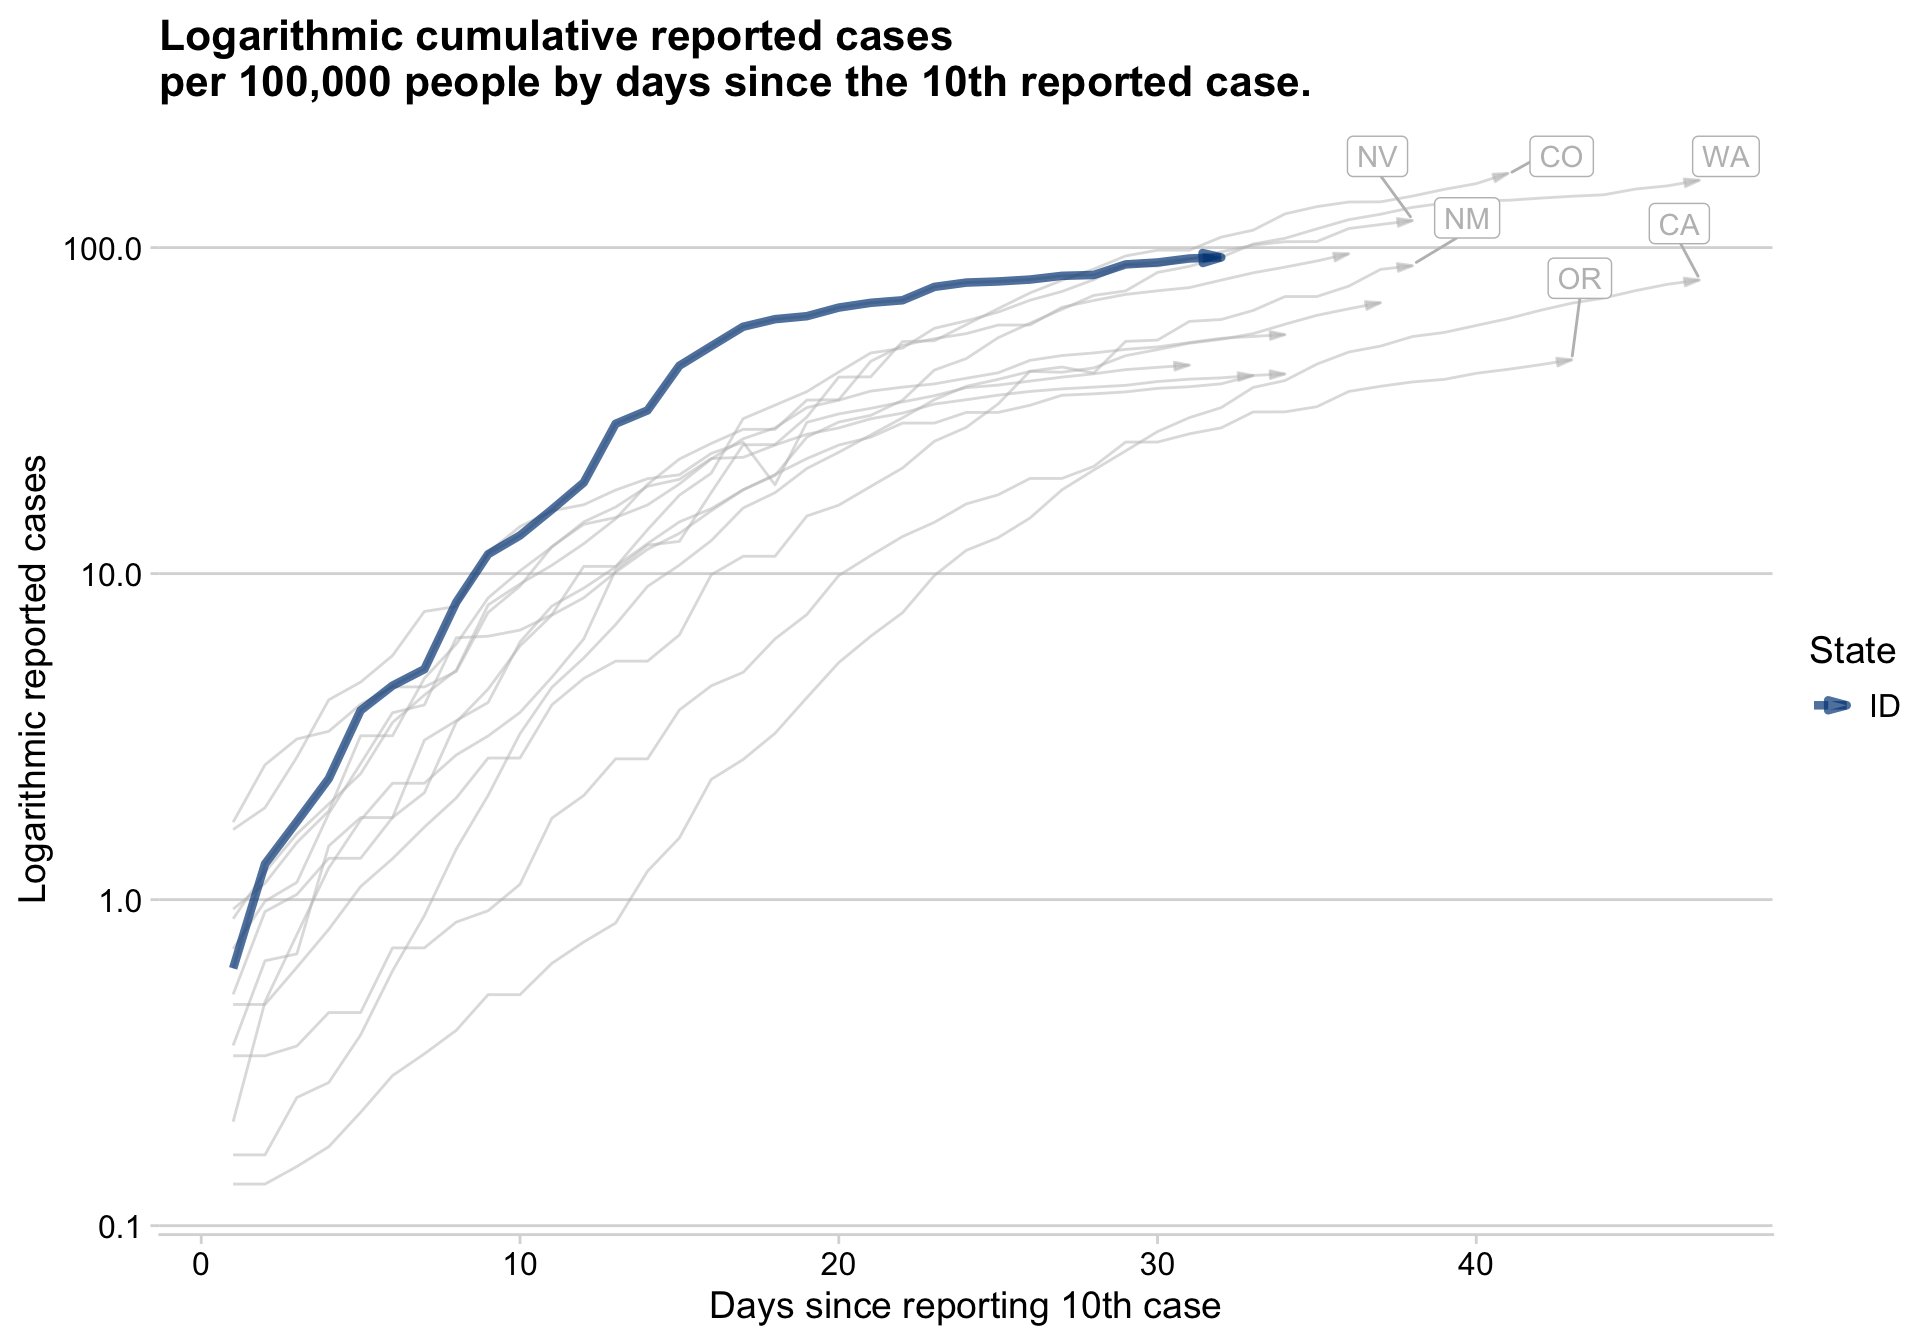 Logarithmic cumulative reported cases
per 100,000 people by days since the 10th reported case.
NV
CO
WA
NM
CA
OR
100.0
10.0
1.0
0.1
Logarithmic reported cases
0
10
20
30
40
Days since reporting 10th case
State
ID